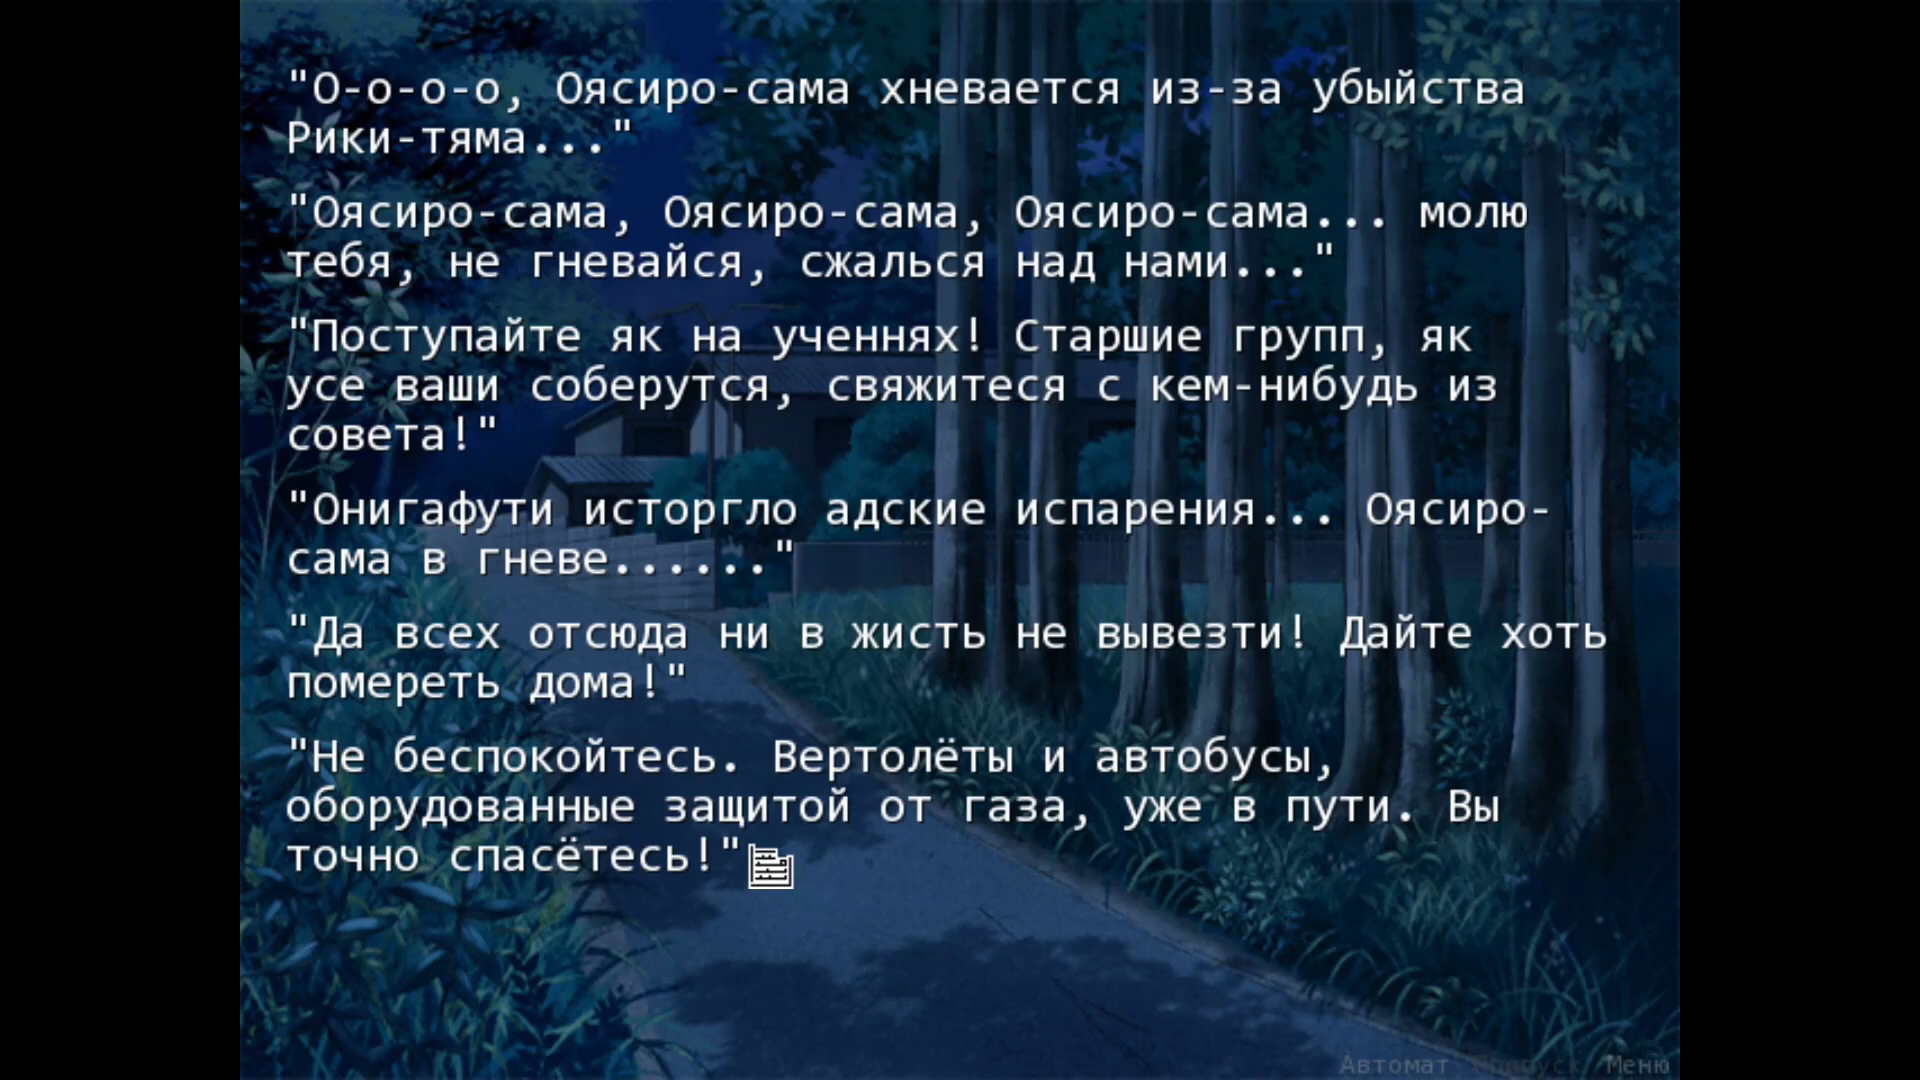 "О-о-о-о, Оясиро-сама хневается из-за убыйства
Рики-тяма..."
"Оясиро-сама, Оясиро-сама, Оясиро-сама... молю
тебя, не гневайся, сжалься над нами..."
"Поступайте як на ученнях! Старшие групп, як
усе ваши соберутся, свяжитеся с кем-нибудь из
совета!"
"Онигафути исторгло адские испарения... Оясиро-
сама в гневе......"
"Да всех отсюда ни в жисть не вывезти! Дайте хоть
помереть дома!"
"Не беспокойтесь. Вертолёты и автобусы,
оборудованные защитой от газа, уже в пути. Вы
точно спасётесь!"
Автомат Пропуск Меню